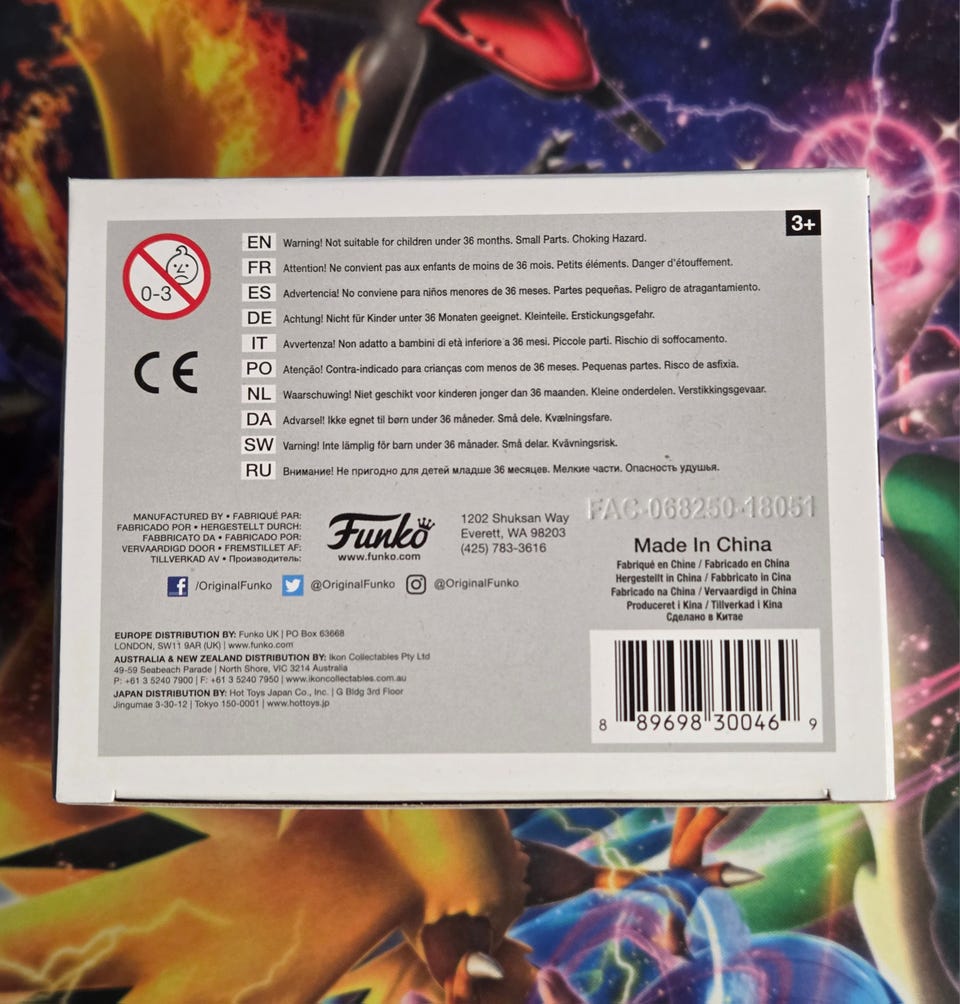 3+
0-3
CE
EN Warning! Not suitable for children under 36 months. Small Parts. Choking Hazard.
FR Attention! Ne convient pas aux enfants de moins de 36 mois. Petits éléments. Danger d'étouffement.
ES Advertencia! No conviene para niños menores de 36 meses. Partes pequeñas. Peligro de atragantamiento.
DE Achtung! Nicht für Kinder unter 36 Monaten geeignet. Kleinteile. Erstickungsgefahr.
IT Avvertenza! Non adatto a bambini di età inferiore a 36 mesi. Piccole parti. Rischio di soffocamento.
PO Atenção! Contra-indicado para crianças com menos de 36 meses. Pequenas partes. Risco de asfixia.
NL Waarschuwing! Niet geschikt voor kinderen jonger dan 36 maanden. Kleine onderdelen. Verstikkingsgevaar.
DA Advarsel! Ikke egnet til børn under 36 måneder. Små dele. Kvælningsfare.
SW Varning! Inte lämplig för barn under 36 månader. Små delar. Kvävningsrisk.
RU Внимание! Не пригодно для детей младше 36 месяцев. Мелкие части. Опасность удушья.
MANUFACTURED BY • FABRIQUÉ PAR:
FABRICADO POR • HERGESTELLT DURCH:
FABBRICATO DA • FABRICADO POR:
VERVAARDIGD DOOR • FREMSTILLET AF:
TILLVERKAD AV • Производитель:
Funko
www.funko.com
1202 Shuksan Way
Everett, WA 98203
(425) 783-3616
/OriginalFunko @OriginalFunko @OriginalFunko
FAC-068250-18051
Made In China
Fabriqué en Chine / Fabricado en China
Hergestellt in China / Fabbricato in Cina
Fabricado na China / Vervaardigd in China
Produceret i Kina / Tillverkad i Kina
Сделано в Китае
EUROPE DISTRIBUTION BY: Funko UK | PO Box 63668
LONDON, SW11 9AR (UK) | www.funko.com
AUSTRALIA & NEW ZEALAND DISTRIBUTION BY: Ikon Collectables Pty Ltd
49-59 Seabeach Parade | North Shore, VIC 3214 Australia
P: +61 3 5240 7900 | F: +61 3 5240 7950 | www.ikoncollectables.com.au
JAPAN DISTRIBUTION BY: Hot Toys Japan Co., Inc. | G Bldg 3rd Floor
Jingumae 3-30-12 | Tokyo 150-0001 | www.hottoys.jp
8 89698 30046 9